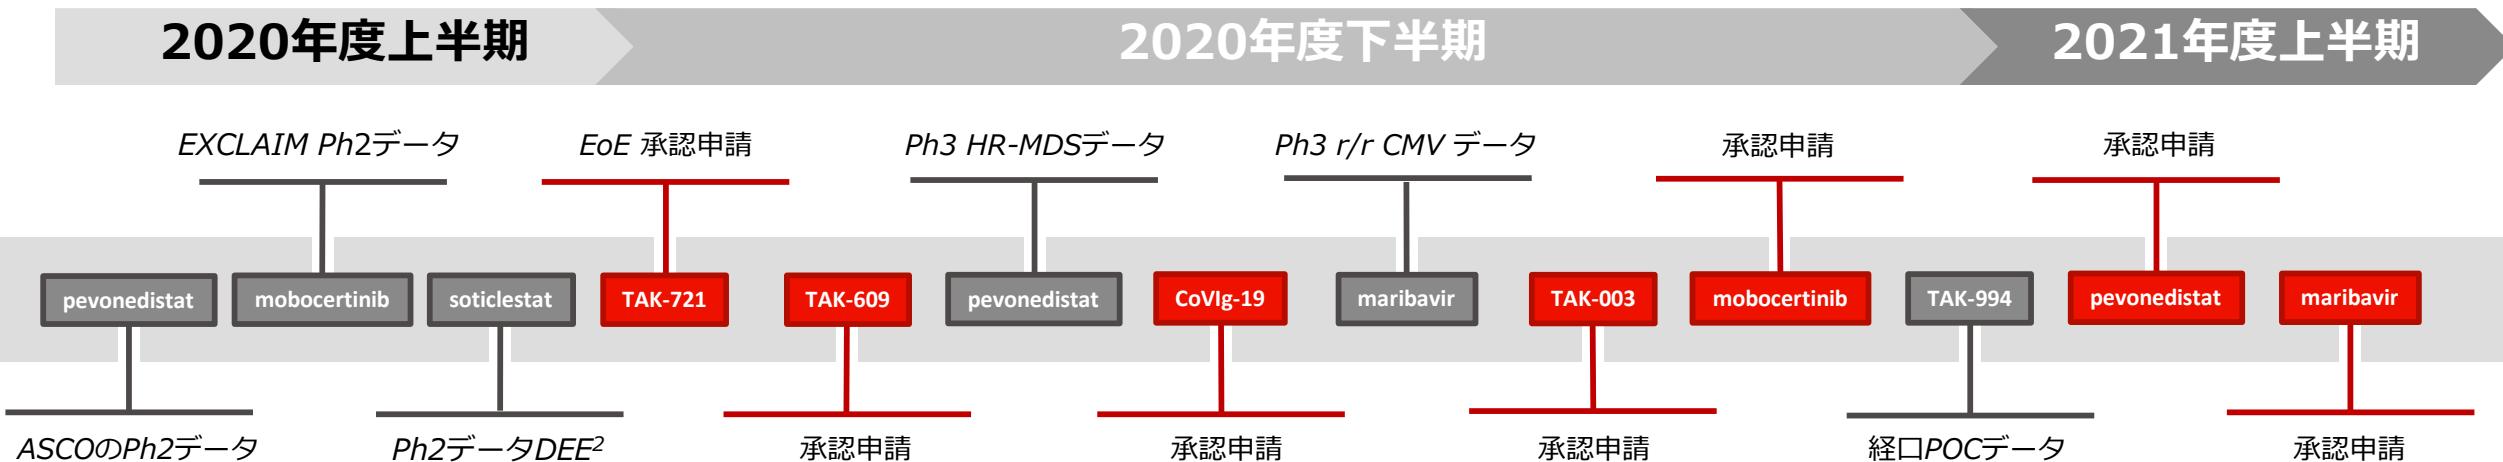 2020年度上半期
2020年度下半期
2021年度上半期
EXCLAIM Ph2データ
EoE 承認申請
Ph3 HR-MDSデータ
Ph3 r/r CMV データ
承認申請
承認申請
pevonedistat
mobocertinib
soticlestat
TAK-721
TAK-609
pevonedistat
CoVIg-19
maribavir
TAK-003
mobocertinib
TAK-994
pevonedistat
maribavir
ASCOのPh2データ
Ph2データDEE²
承認申請
承認申請
承認申請
経口POCデータ
承認申請